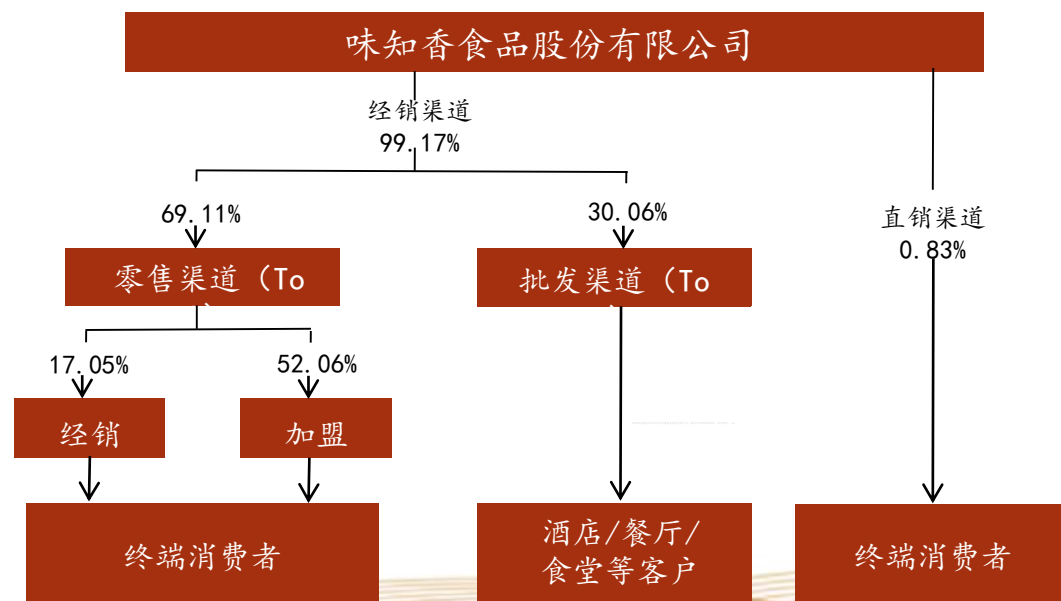 味知香食品股份有限公司
经销渠道
99.17%
69.11%
30.06%
直销渠道
0.83%
零售渠道（To
批发渠道（To
17.05%
52.06%
经销
加盟
终端消费者
酒店/餐厅/
食堂等客户
终端消费者